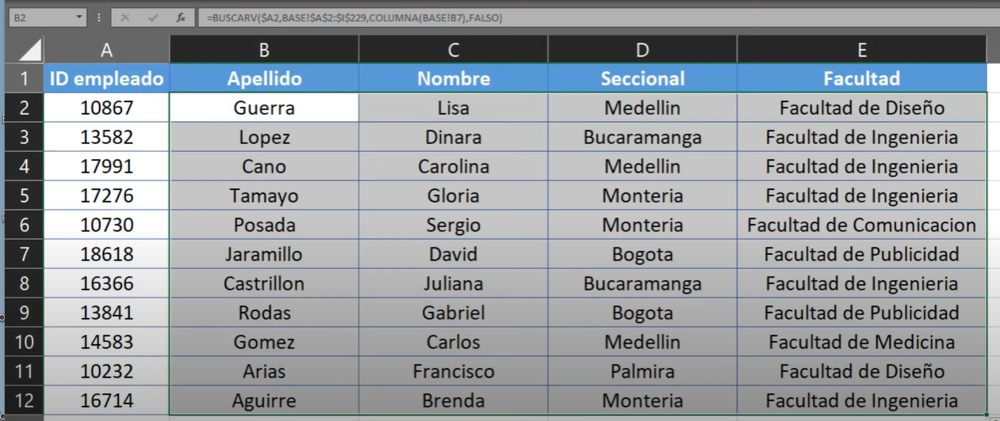 B2 fx =BUSCARV($A2,BASE!$A$2:$I$229,COLUMNA(BASE!B7),FALSO)
A B C D E
1 ID empleado Apellido Nombre Seccional Facultad
2 10867 Guerra Lisa Medellin Facultad de Diseño
3 13582 Lopez Dinara Bucaramanga Facultad de Ingenieria
4 17991 Cano Carolina Medellin Facultad de Ingenieria
5 17276 Tamayo Gloria Monteria Facultad de Ingenieria
6 10730 Posada Sergio Monteria Facultad de Comunicacion
7 18618 Jaramillo David Bogota Facultad de Publicidad
8 16366 Castrillon Juliana Bucaramanga Facultad de Ingenieria
9 13841 Rodas Gabriel Bogota Facultad de Publicidad
10 14583 Gomez Carlos Medellin Facultad de Medicina
11 10232 Arias Francisco Palmira Facultad de Diseño
12 16714 Aguirre Brenda Monteria Facultad de Ingenieria